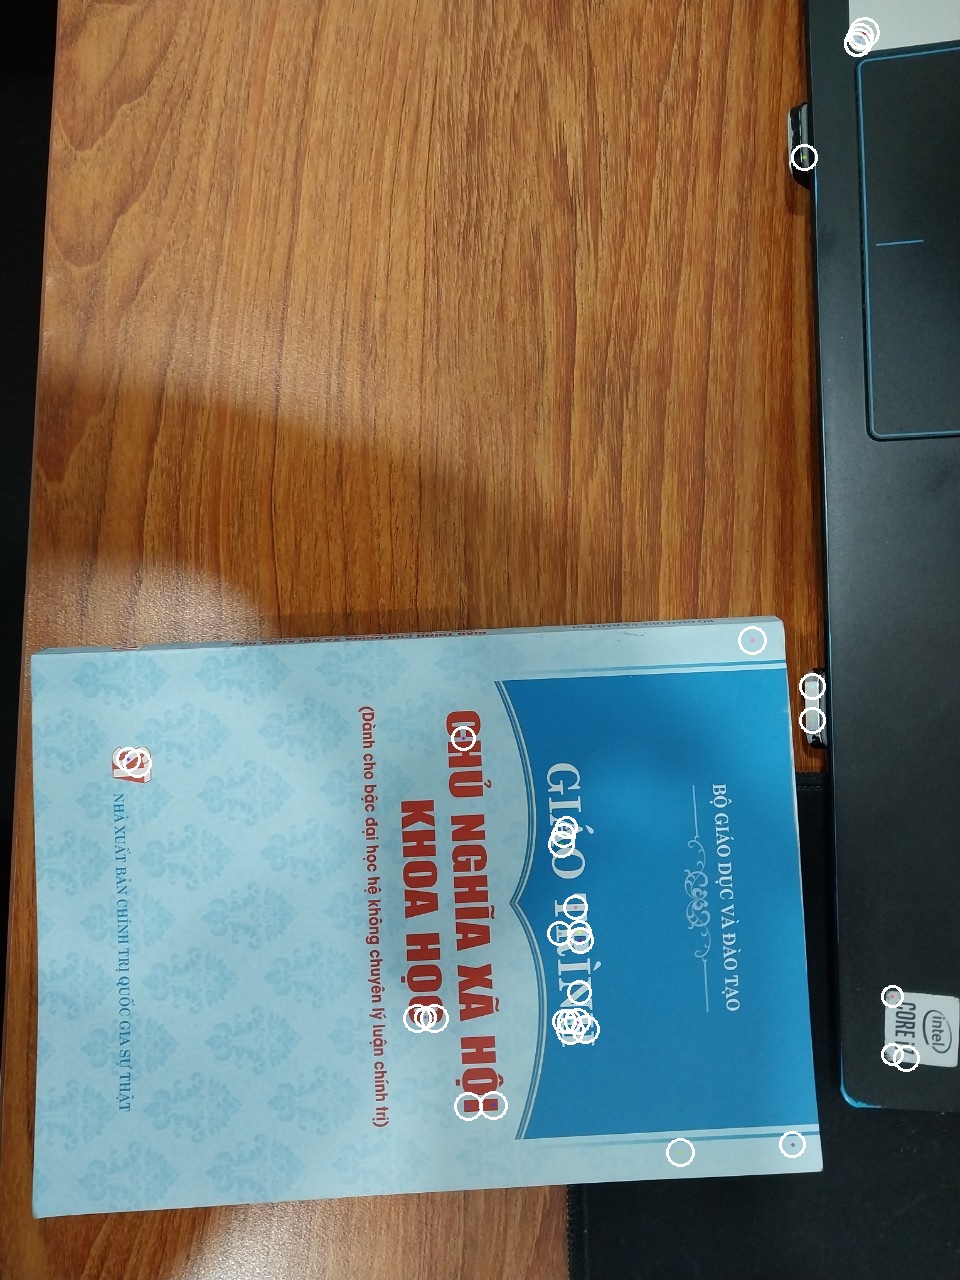 BỘ GIÁO DỤC VÀ ĐÀO TẠO
GIÁO TRÌNH
CHỦ NGHĨA XÃ HỘI
KHOA HỌC
(Dành cho bậc đại học hệ không chuyên lý luận chính trị)
NHÀ XUẤT BẢN CHÍNH TRỊ QUỐC GIA SỰ THẬT
intel
CORE